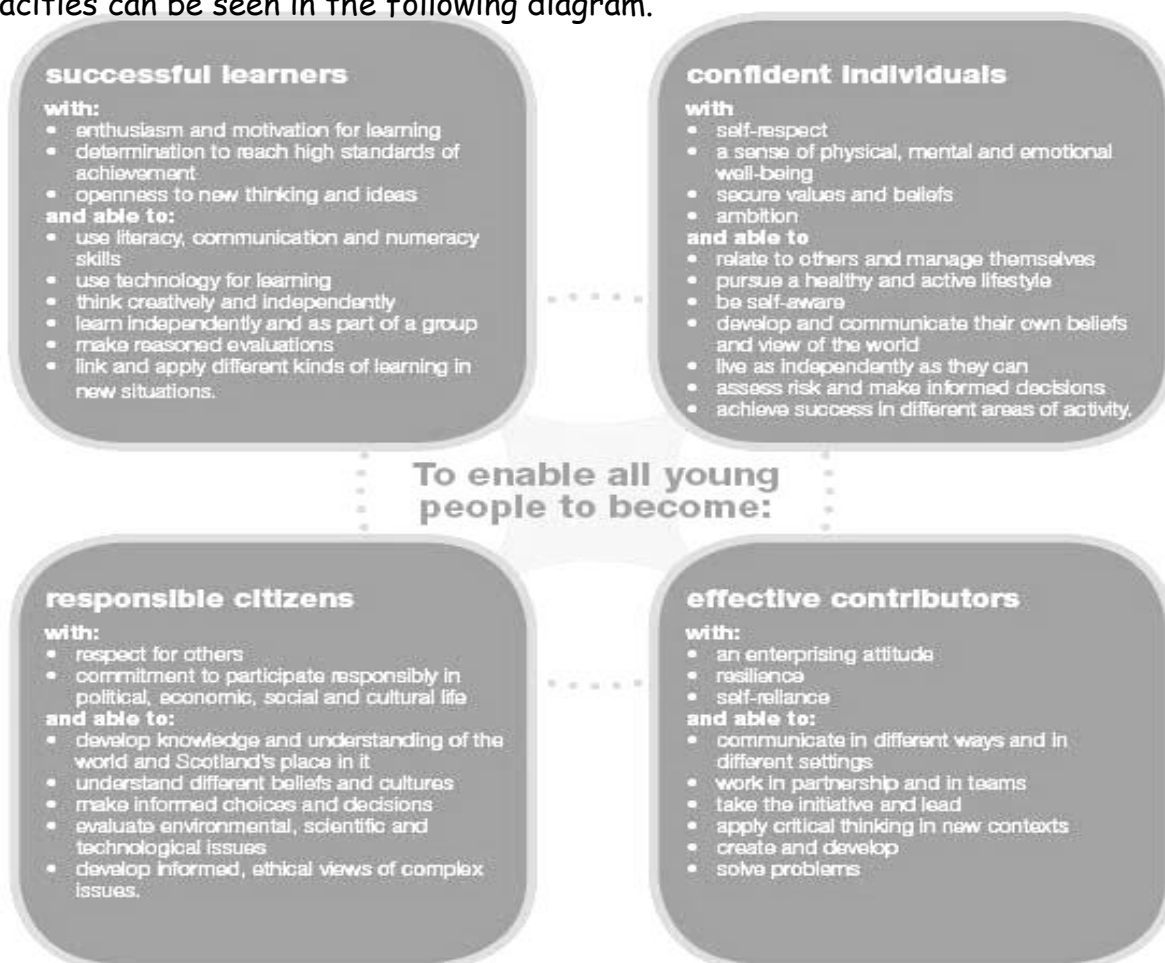 acities can be seen in the following diagram.
successful learners
with:
• enthusiasm and motivation for learning
• determination to reach high standards of
achievement
• openness to new thinking and ideas
and able to:
• use literacy, communication and numeracy
skills
• use technology for learning
• think creatively and independently
• learn independently and as part of a group
• make reasoned evaluations
• link and apply different kinds of learning in
new situations.
confident individuals
with
• self-respect
• a sense of physical, mental and emotional
well-being
• secure values and beliefs
• ambition
and able to
• relate to others and manage themselves
• pursue a healthy and active lifestyle
• be self-aware
• develop and communicate their own beliefs
and view of the world
• live as independently as they can
• assess risk and make informed decisions
• achieve success in different areas of activity.
To enable all young
people to become:
responsible citizens
with:
• respect for others
• commitment to participate responsibly in
political, economic, social and cultural life
and able to:
• develop knowledge and understanding of the
world and Scotland's place in it
• understand different beliefs and cultures
• make informed choices and decisions
• evaluate environmental, scientific and
technological issues
• develop informed, ethical views of complex
issues.
effective contributors
with:
• an enterprising attitude
• resilience
• self-reliance
and able to:
• communicate in different ways and in
different settings
• work in partnership and in teams
• take the initiative and lead
• apply critical thinking in new contexts
• create and develop
• solve problems